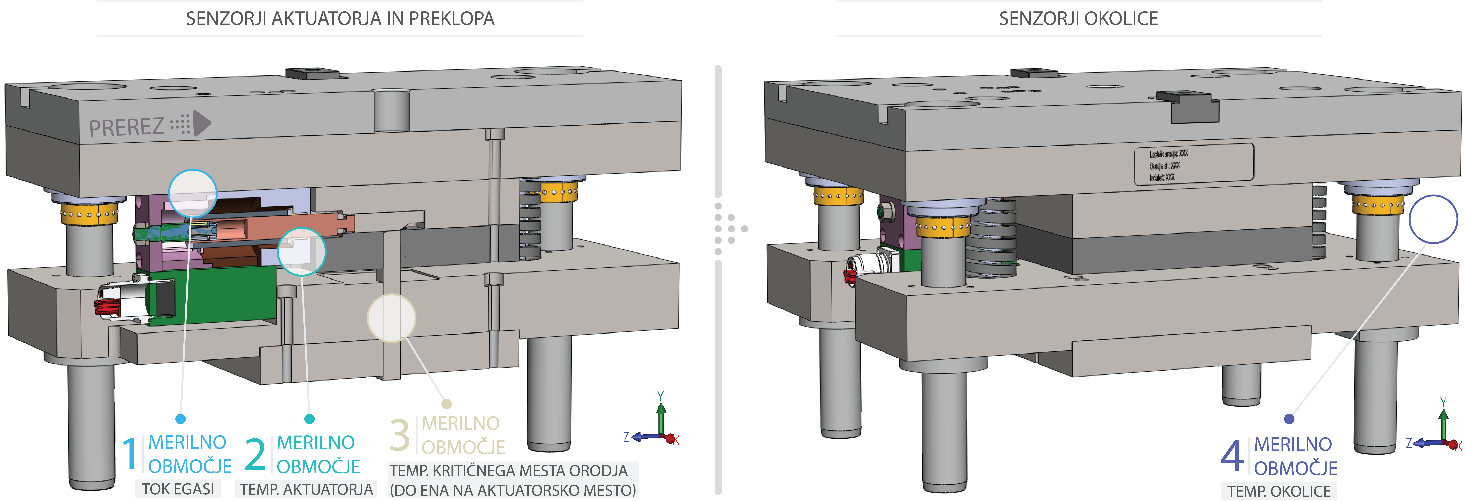 SENZORJI AKTUATORJA IN PREKLOPA
PREREZ
1 MERILNO
OBMOČJE
TOK EGASI
2 MERILNO
OBMOČJE
TEMP. AKTUATORJA
3 MERILNO
OBMOČJE
TEMP. KRITIČNEGA MESTA ORODJA
(DO ENA NA AKTUATORSKO MESTO)
Y
Z
X
SENZORJI OKOLICE
4 MERILNO
OBMOČJE
TEMP. OKOLICE
Y
Z
X